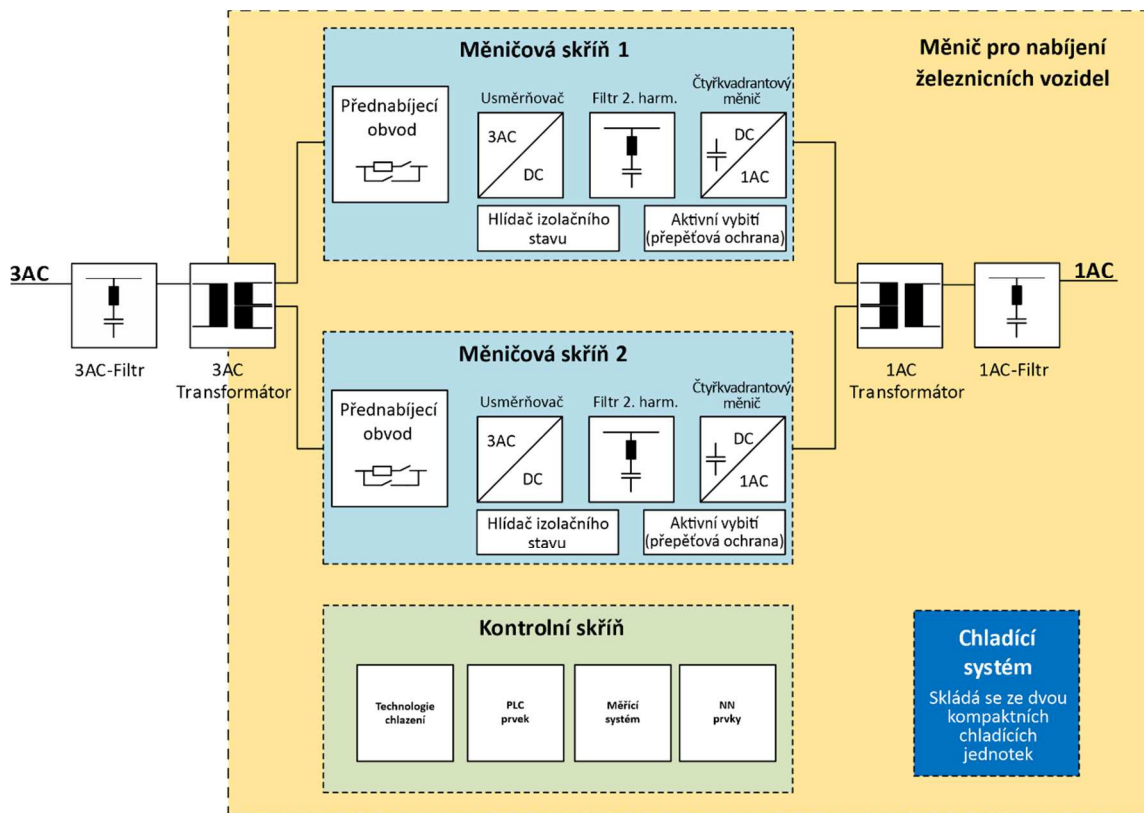 Měnič pro nabíjení
železnicních vozidel
Měničová skříň 1
Přednabíjecí
obvod
Usměrňovač
3AC
DC
Filtr 2. harm.
Čtyřkvadrantový
měnič
DC
1AC
Hlídač izolačního
stavu
Aktivní vybití
(přepěťová ochrana)
3AC
3AC-Filtr
3AC
Transformátor
1AC
1AC
Transformátor
1AC-Filtr
Měničová skříň 2
Přednabíjecí
obvod
Usměrňovač
3AC
DC
Filtr 2. harm.
Čtyřkvadrantový
měnič
DC
1AC
Hlídač izolačního
stavu
Aktivní vybití
(přepěťová ochrana)
Kontrolní skříň
Technologie
chlazení
PLC
prvek
Měřící
systém
NN
prvky
Chladící
systém
Skládá se ze dvou
kompaktních
chladících
jednotek